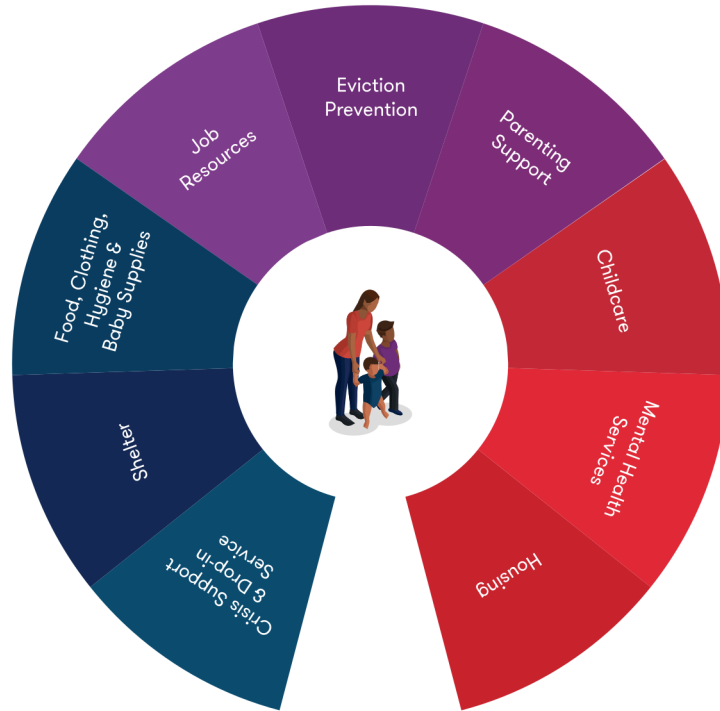 Eviction
Prevention
Parenting
Support
Childcare
Mental Health
Services
Housing
Crisis Support
& Drop-in
Service
Shelter
Food, Clothing,
Hygiene &
Baby Supplies
Job
Resources